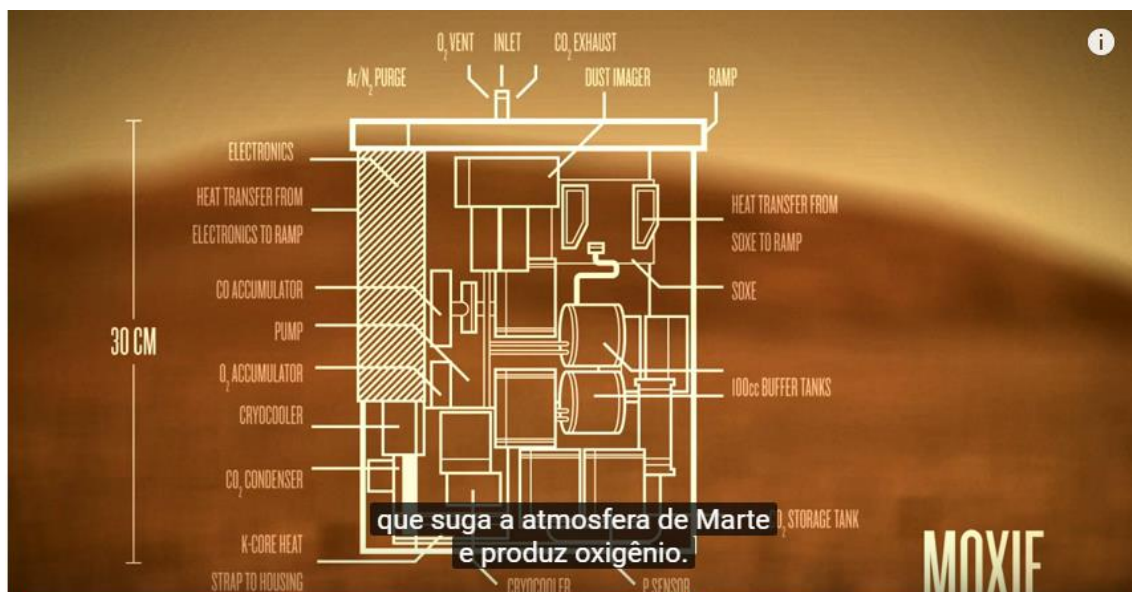 O₂ VENT
INLET
CO₂ EXHAUST
Ar/N₂ PURGE
DUST IMAGER
RAMP
ELECTRONICS
HEAT TRANSFER FROM
ELECTRONICS TO RAMP
CO ACCUMULATOR
PUMP
O₂ ACCUMULATOR
CRYOCOOLER
CO₂ CONDENSER
K-CORE HEAT
STRAP TO HOUSING
30 CM
HEAT TRANSFER FROM
SOXE TO RAMP
SOXE
100cc BUFFER TANKS
STORAGE TANK
CRYOCOOLER
P SENSOR
MOXIE
que suga a atmosfera de Marte
e produz oxigênio.
i